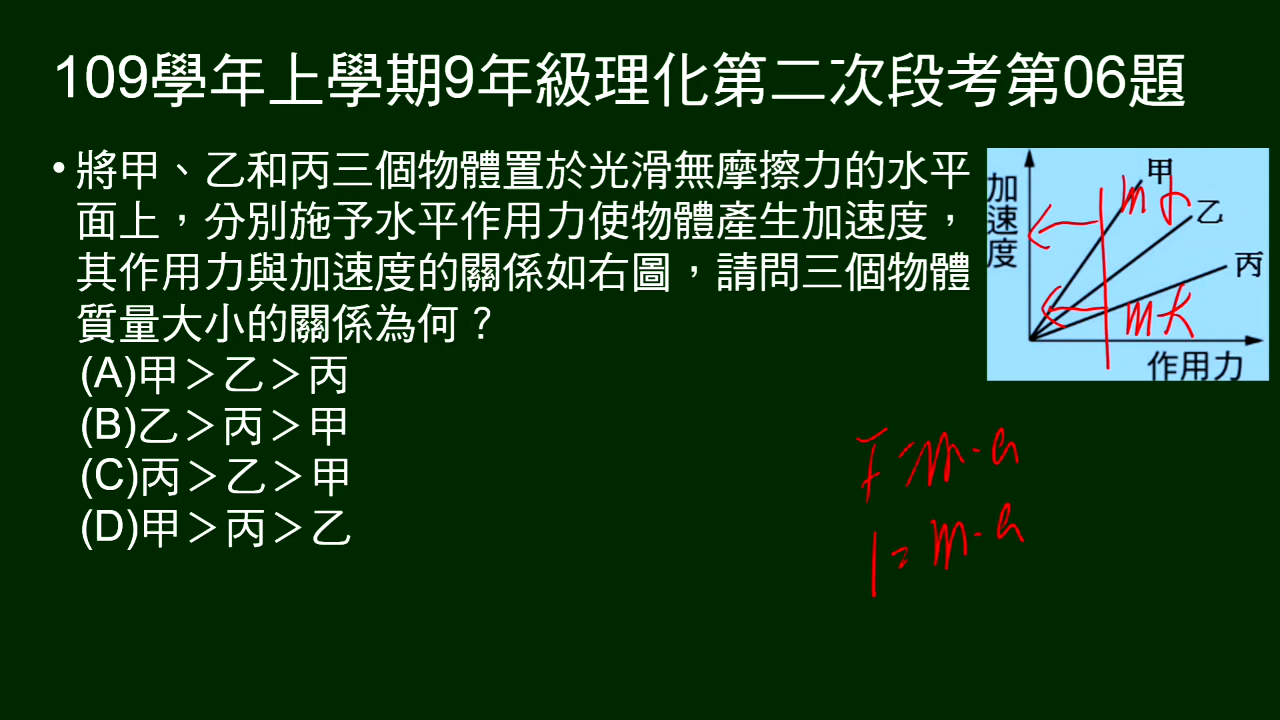 109學年上學期9年級理化第二次段考第06題
•將甲、乙和丙三個物體置於光滑無摩擦力的水平
面上，分別施予水平作用力使物體產生加速度，
其作用力與加速度的關係如右圖，請問三個物體
質量大小的關係為何？
(A)甲＞乙＞丙
(B)乙＞丙＞甲
(C)丙＞乙＞甲
(D)甲＞丙＞乙
加速度
甲
m小
乙
丙
m大
作用力
F=m·a
1=m·a